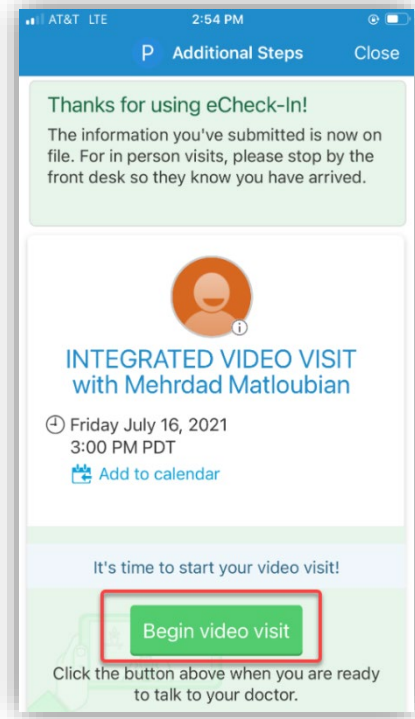 AT&T LTE 2:54 PM
P Additional Steps Close
Thanks for using eCheck-In!
The information you've submitted is now on
file. For in person visits, please stop by the
front desk so they know you have arrived.
i
INTEGRATED VIDEO VISIT
with Mehrdad Matloubian
Friday July 16, 2021
3:00 PM PDT
Add to calendar
It's time to start your video visit!
Begin video visit
Click the button above when you are ready
to talk to your doctor.